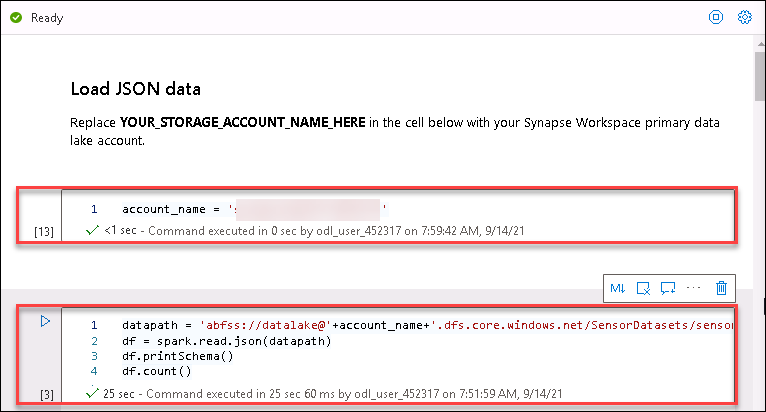 Ready
Load JSON data
Replace YOUR_STORAGE_ACCOUNT_NAME_HERE in the cell below with your Synapse Workspace primary data
lake account.
1 account_name = 's '
[13] <1 sec - Command executed in 0 sec by odl_user_452317 on 7:59:42 AM, 9/14/21
M↓ ···
1 datapath = 'abfss://datalake@'+account_name+'.dfs.core.windows.net/SensorDatasets/sensor
2 df = spark.read.json(datapath)
3 df.printSchema()
4 df.count()
[3] 25 sec - Command executed in 25 sec 60 ms by odl_user_452317 on 7:51:59 AM, 9/14/21